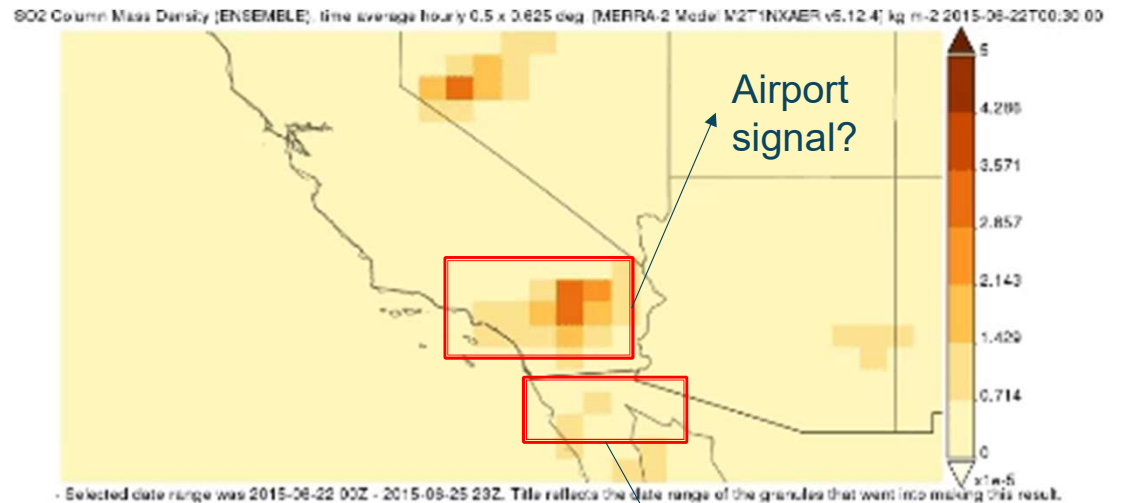 SO2 Column Mass Density (ENSEMBLE), time average hourly 0.5 x 0.625 deg. [MERRA-2 Model M2T1NXAER v5.12.4] kg m-2 2015-06-22T00:30:00
Airport
signal?
5
4.286
3.571
2.857
2.143
1.429
0.714
0
x1e-5
- Selected date range was 2015-06-22 00Z - 2015-06-25 23Z. Title reflects the date range of the granules that went into making this result.